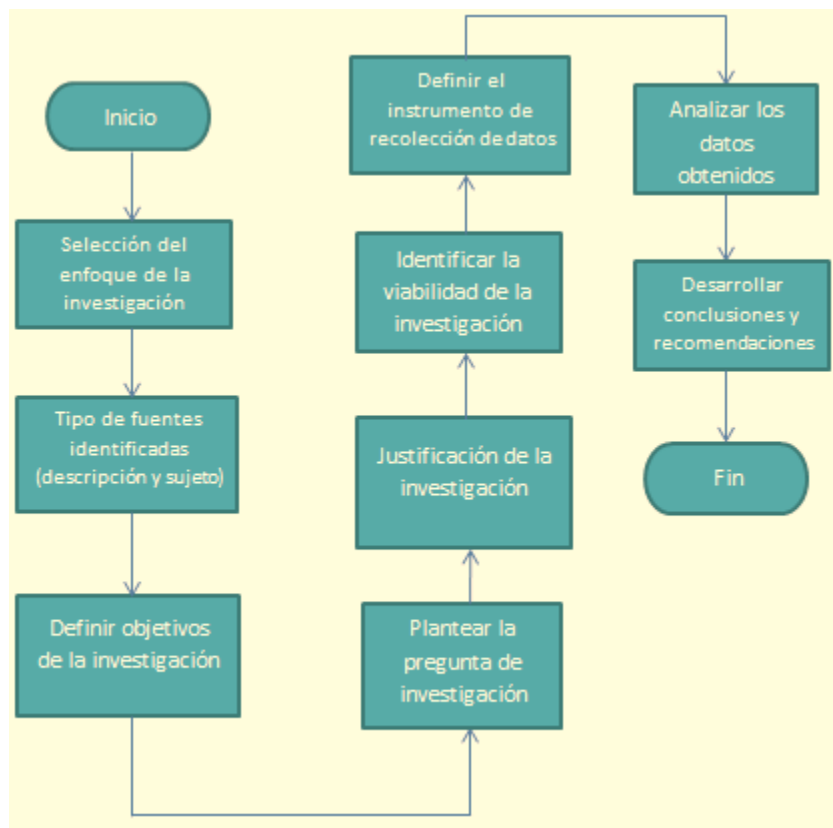 Inicio
Selección del
enfoque de la
investigación
Tipo de fuentes
identificadas
(descripción y sujeto)
Definir objetivos
de la investigación
Plantear la
pregunta de
investigación
Justificación de la
investigación
Identificar la
viabilidad de la
investigación
Definir el
instrumento de
recolección de datos
Analizar los
datos
obtenidos
Desarrollar
conclusiones y
recomendaciones
Fin